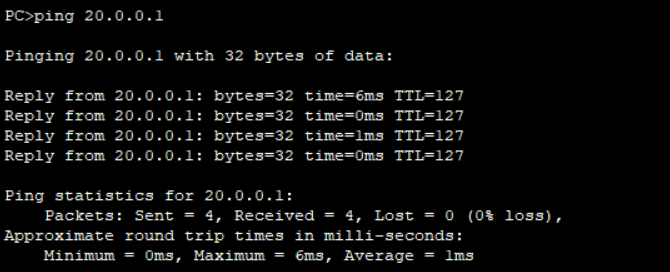 PC>ping 20.0.0.1
Pinging 20.0.0.1 with 32 bytes of data:
Reply from 20.0.0.1: bytes=32 time=6ms TTL=127
Reply from 20.0.0.1: bytes=32 time=0ms TTL=127
Reply from 20.0.0.1: bytes=32 time=1ms TTL=127
Reply from 20.0.0.1: bytes=32 time=0ms TTL=127
Ping statistics for 20.0.0.1:
    Packets: Sent = 4, Received = 4, Lost = 0 (0% loss),
Approximate round trip times in milli-seconds:
    Minimum = 0ms, Maximum = 6ms, Average = 1ms